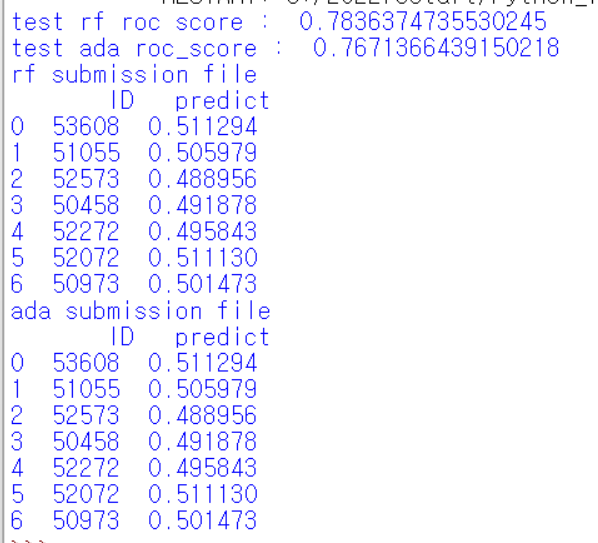 test rf roc score :  0.7836374735530245
test ada roc_score :  0.7671366439150218
rf submission file
      ID   predict
0  53608  0.511294
1  51055  0.505979
2  52573  0.488956
3  50458  0.491878
4  52272  0.495843
5  52072  0.511130
6  50973  0.501473
ada submission file
      ID   predict
0  53608  0.511294
1  51055  0.505979
2  52573  0.488956
3  50458  0.491878
4  52272  0.495843
5  52072  0.511130
6  50973  0.501473